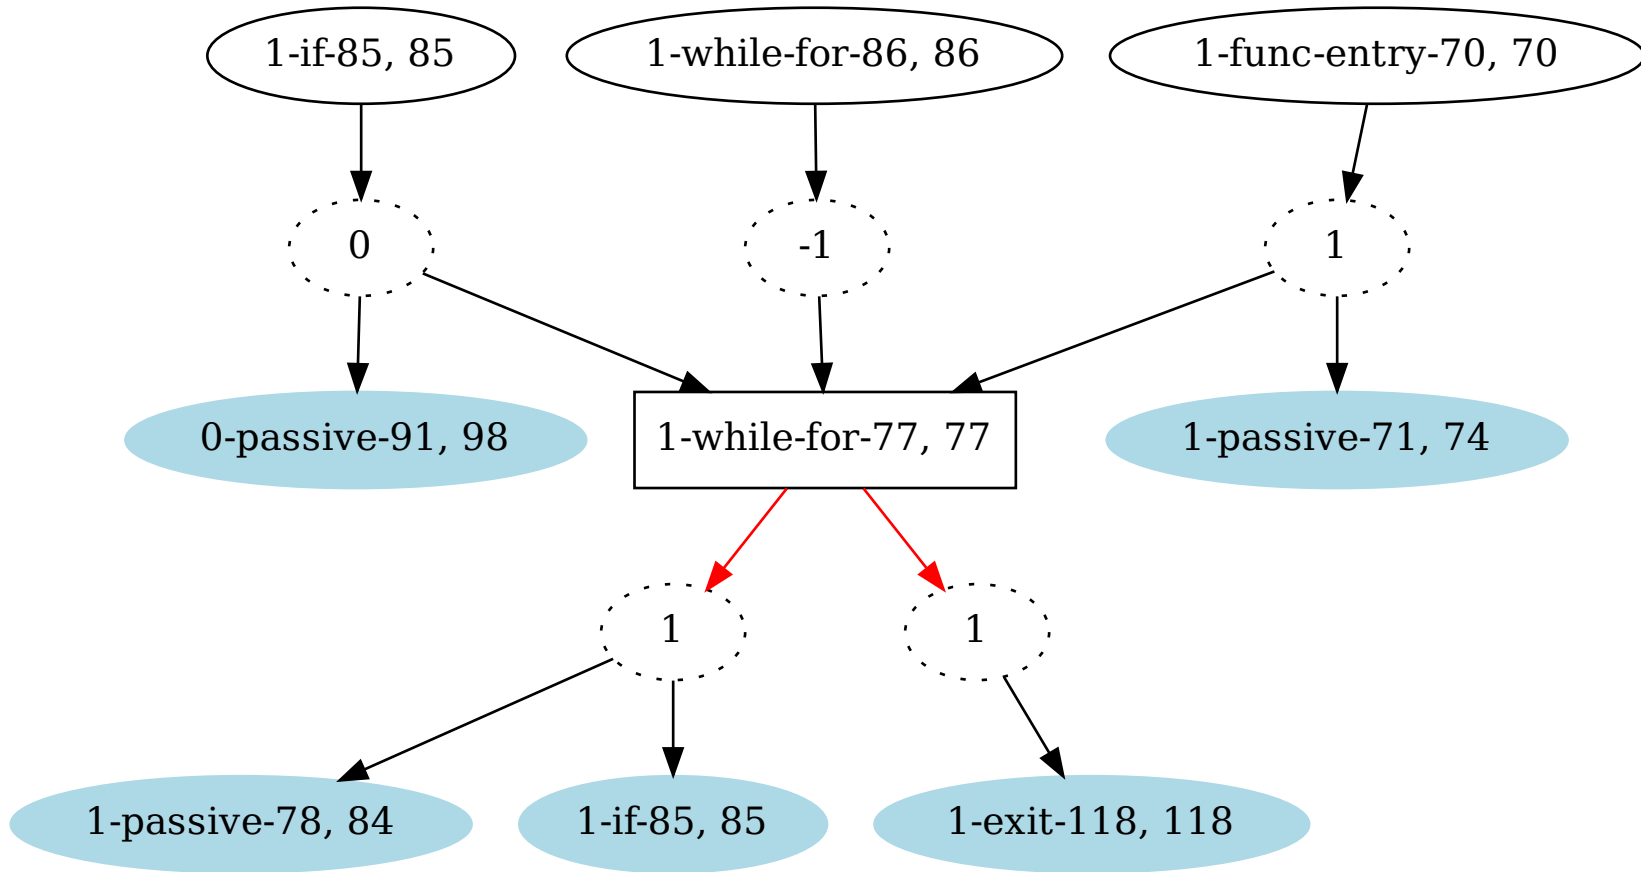 1-if-85, 85
1-while-for-86, 86
1-func-entry-70, 70
0
-1
1
0-passive-91, 98
1-while-for-77, 77
1-passive-71, 74
1
1
1-passive-78, 84
1-if-85, 85
1-exit-118, 118